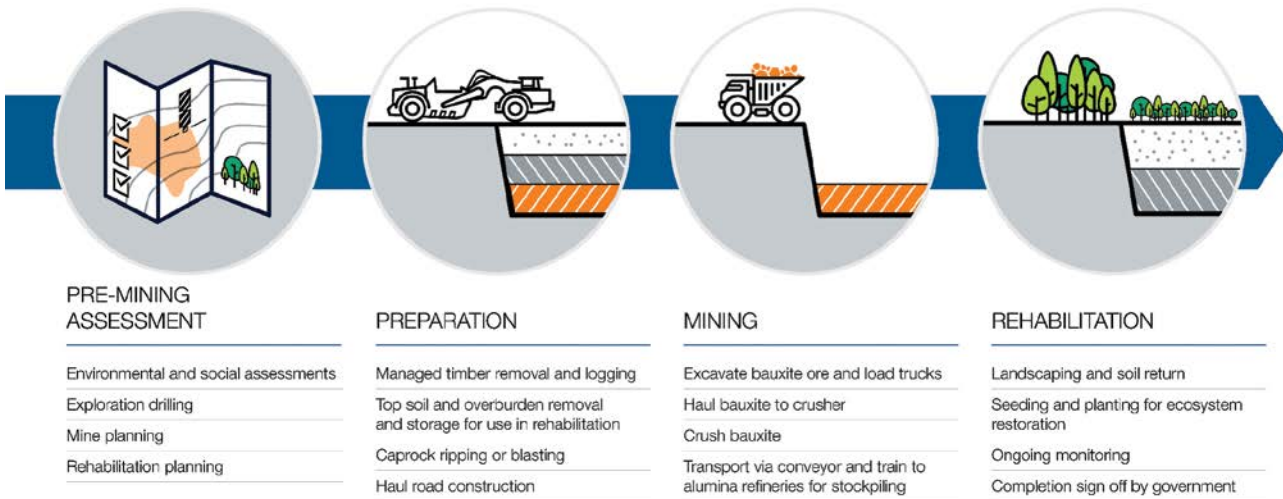 PRE-MINING
ASSESSMENT
Environmental and social assessments
Exploration drilling
Mine planning
Rehabilitation planning
PREPARATION
Managed timber removal and logging
Top soil and overburden removal
and storage for use in rehabilitation
Caprock ripping or blasting
Haul road construction
MINING
Excavate bauxite ore and load trucks
Haul bauxite to crusher
Crush bauxite
Transport via conveyor and train to
alumina refineries for stockpiling
REHABILITATION
Landscaping and soil return
Seeding and planting for ecosystem
restoration
Ongoing monitoring
Completion sign off by government